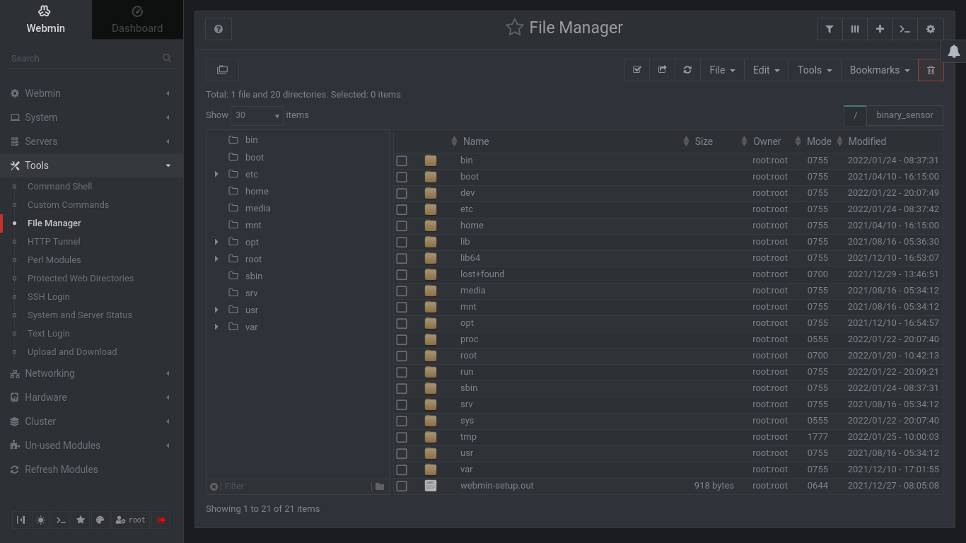 Webmin
Dashboard
Search
Webmin
System
Servers
Tools
Command Shell
Custom Commands
File Manager
HTTP Tunnel
Perl Modules
Protected Web Directories
SSH Login
System and Server Status
Text Login
Upload and Download
Networking
Hardware
Cluster
Un-used Modules
Refresh Modules
root
File Manager
File Edit Tools Bookmarks
Total: 1 file and 20 directories. Selected: 0 items
Show 30 items
/ binary_sensor
bin
boot
etc
home
media
mnt
opt
root
sbin
srv
usr
var
Filter
Name Size Owner Mode Modified
bin root:root 0755 2022/01/24 - 08:37:31
boot root:root 0755 2021/04/10 - 16:15:00
dev root:root 0755 2022/01/22 - 20:07:49
etc root:root 0755 2022/01/24 - 08:37:42
home root:root 0755 2021/04/10 - 16:15:00
lib root:root 0755 2021/08/16 - 05:36:30
lib64 root:root 0755 2021/12/10 - 16:53:07
lost+found root:root 0700 2021/12/29 - 13:46:51
media root:root 0755 2021/08/16 - 05:34:12
mnt root:root 0755 2021/08/16 - 05:34:12
opt root:root 0755 2021/12/10 - 16:54:57
proc root:root 0555 2022/01/22 - 20:07:40
root root:root 0700 2022/01/20 - 10:42:13
run root:root 0755 2022/01/22 - 20:09:21
sbin root:root 0755 2022/01/24 - 08:37:31
srv root:root 0755 2021/08/16 - 05:34:12
sys root:root 0555 2022/01/22 - 20:07:40
tmp root:root 1777 2022/01/25 - 10:00:03
usr root:root 0755 2021/08/16 - 05:34:12
var root:root 0755 2021/12/10 - 17:01:55
webmin-setup.out 918 bytes root:root 0644 2021/12/27 - 08:05:08
Showing 1 to 21 of 21 items